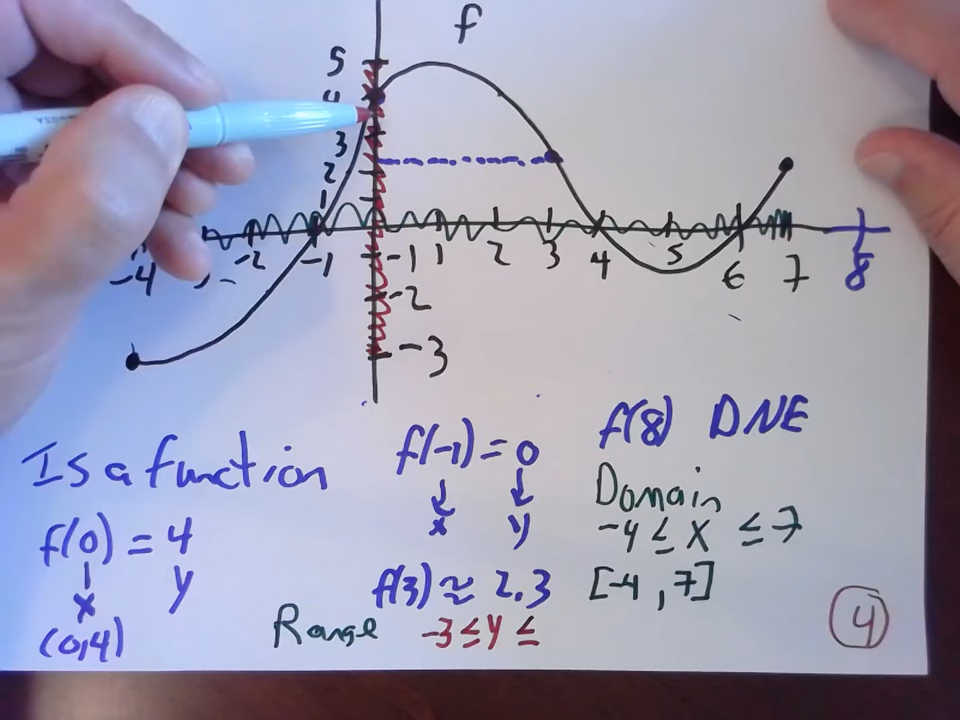 f
5
4
3
2
1
-4 -2 -1 -1 1 2 3 4 5 6 7 8
-2
-3
Is a function
f(-1) = 0
x y
f(8) DNE
Domain
-4 ≤ x ≤ 7
[-4, 7]
f(0) = 4
x y
(0,4)
f(3) ≈ 2.3
Range -3 ≤ y ≤
4